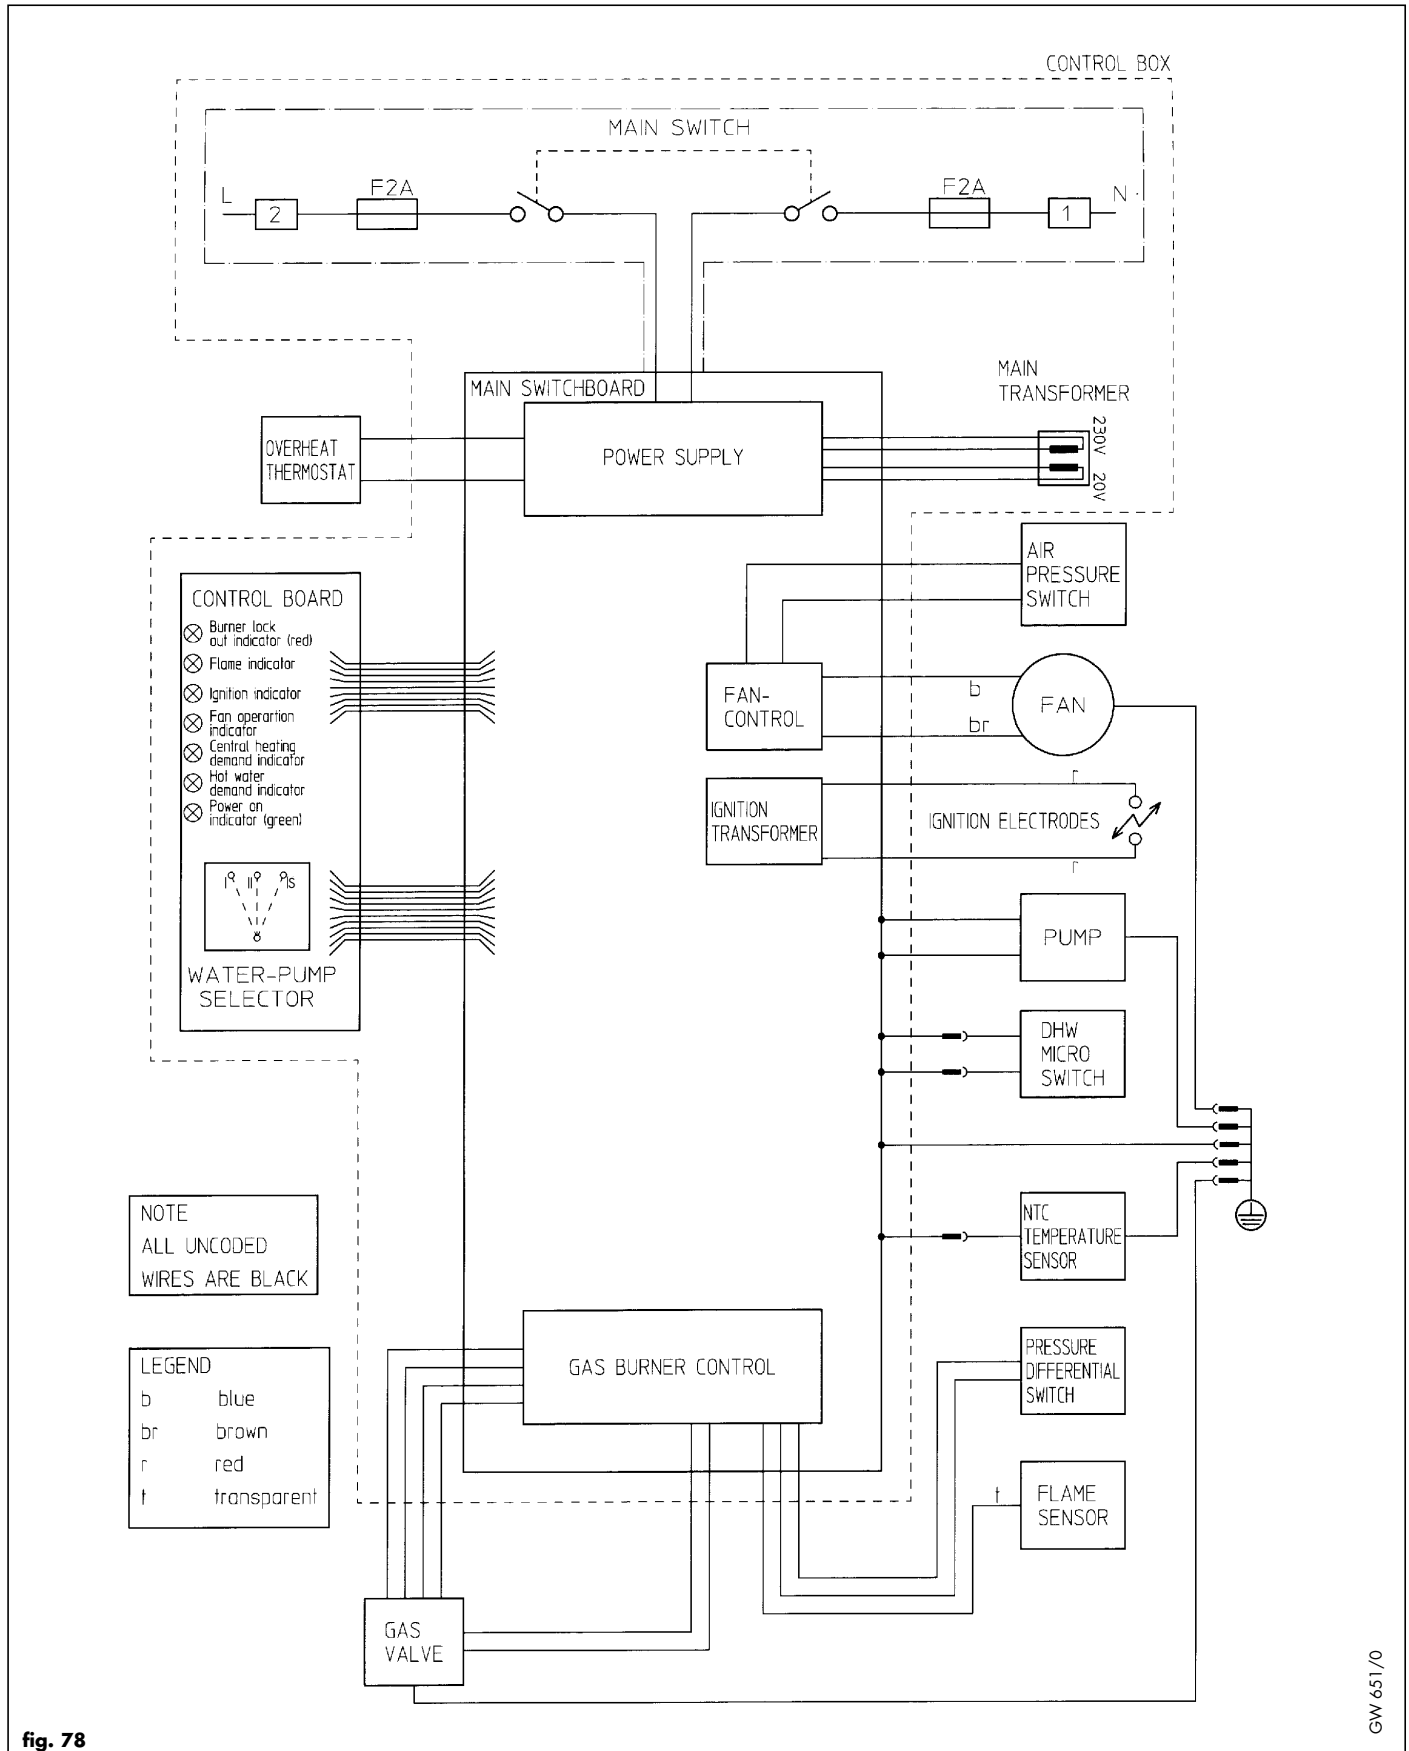 CONTROL BOX
MAIN SWITCH
L
2
F2A
F2A
1
N
MAIN SWITCHBOARD
MAIN
TRANSFORMER
OVERHEAT
THERMOSTAT
POWER SUPPLY
230V
20V
AIR
PRESSURE
SWITCH
CONTROL BOARD
Burner lock
out indicator (red)
Flame indicator
Ignition indicator
Fan operartion
indicator
Central heating
demand indicator
Hot water
demand indicator
Power on
indicator (green)
FAN-
CONTROL
b
br
FAN
IGNITION
TRANSFORMER
r
IGNITION ELECTRODES
r
I
II
IS
WATER-PUMP
SELECTOR
PUMP
DHW
MICRO
SWITCH
NTC
TEMPERATURE
SENSOR
NOTE
ALL UNCODED
WIRES ARE BLACK
GAS BURNER CONTROL
PRESSURE
DIFFERENTIAL
SWITCH
LEGEND
b blue
br brown
r red
t transparent
t
FLAME
SENSOR
GAS
VALVE
GW 651/0
fig. 78